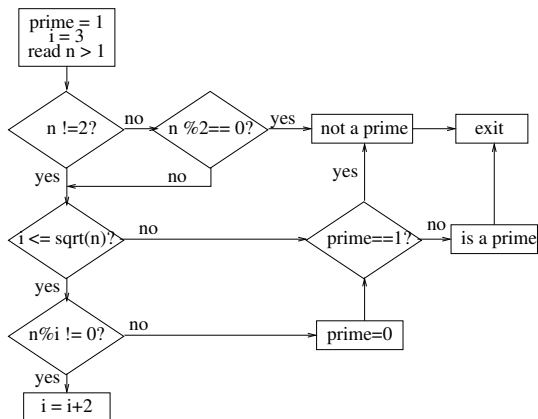 prime = 1
i = 3
read n > 1
n !=2?
no
n %2== 0?
yes
not a prime
exit
yes
no
yes
i <= sqrt(n)?
no
prime==1?
no
is a prime
yes
n%i != 0?
no
prime=0
yes
i = i+2